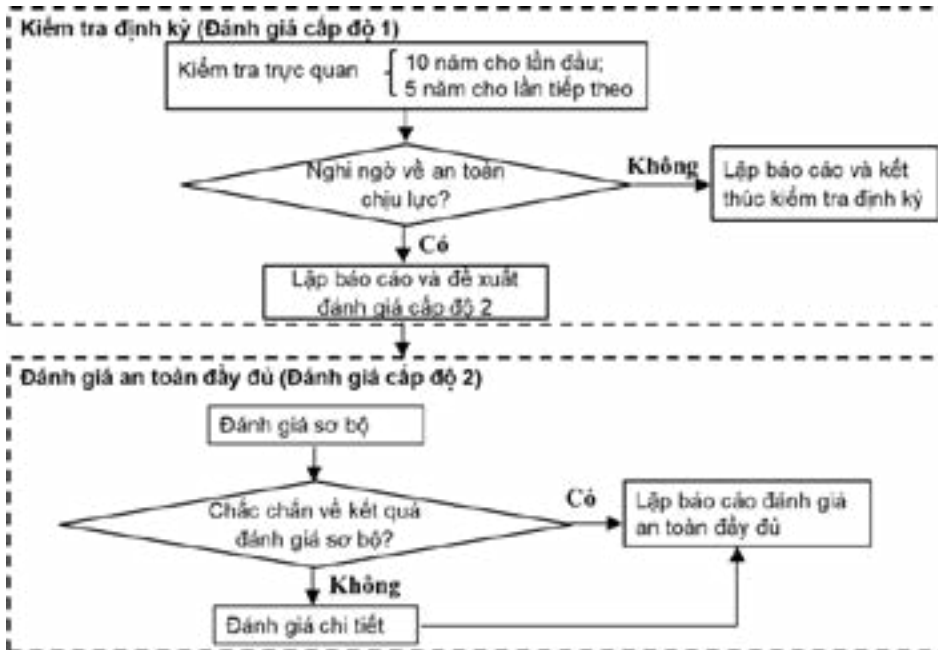 Kiểm tra định kỳ (Đánh giá cấp độ 1)
Kiểm tra trực quan
10 năm cho lần đầu;
5 năm cho lần tiếp theo
Nghi ngờ về an toàn
chịu lực?
Không
Lập báo các và kết
thúc kiểm tra định kỳ
Có
Lập báo cáo và đề xuất
đánh giá cấp độ 2
Đánh giá an toàn đầy đủ (Đánh giá cấp độ 2)
Đánh giá sơ bộ
Chắc chắn về kết quả
đánh giá sơ bộ?
Có
Lập báo cáo đánh giá
an toàn đầy đủ
Không
Đánh giá chi tiết